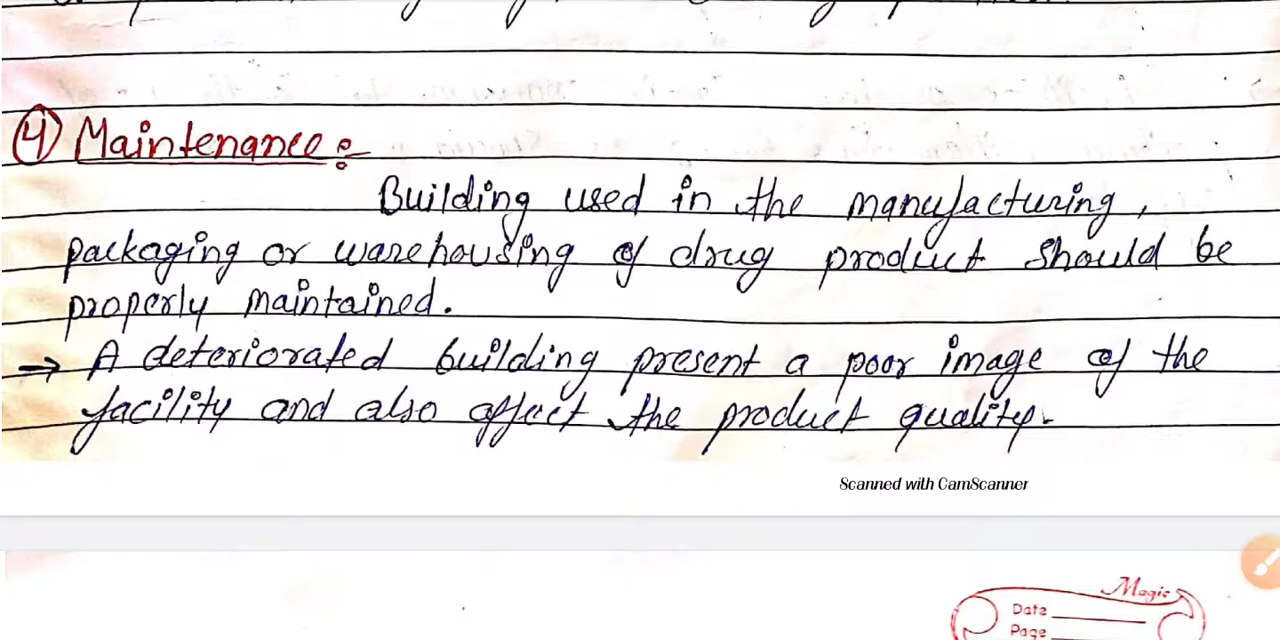 ④ Maintenance :-
Building used in the manufacturing,
packaging or warehousing of drug product should be
properly maintained.
→ A deteriorated building present a poor image of the
facility and also affect the product quality.
Scanned with CamScanner
Magic
Date
Page